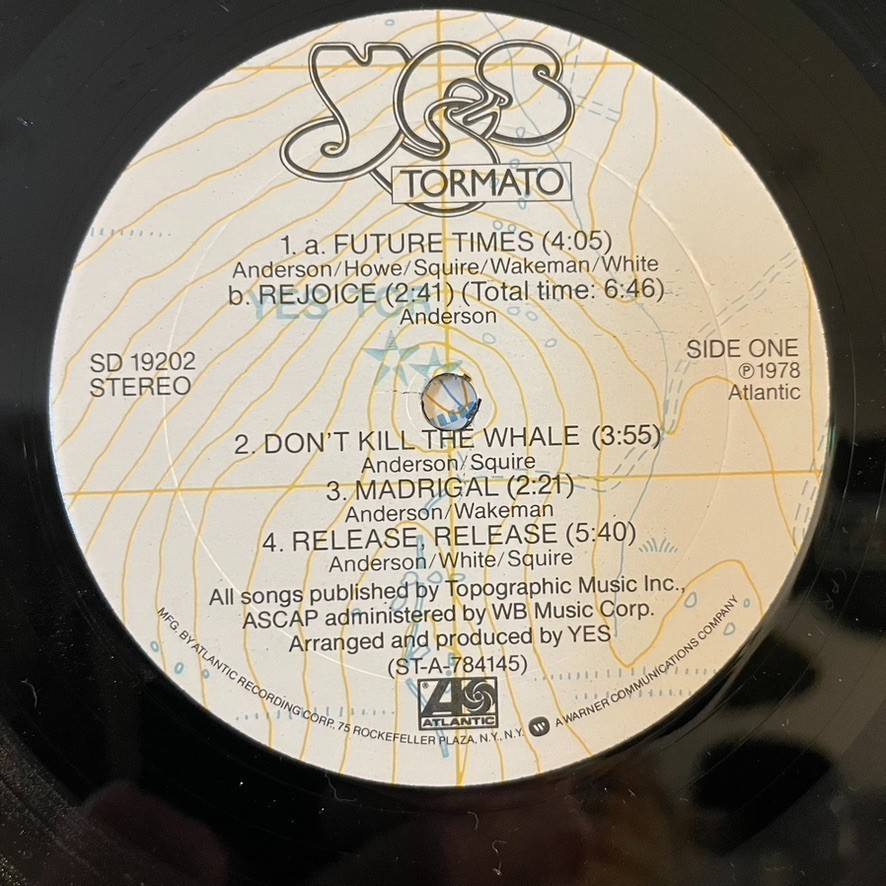 YES
TORMATO
1. a. FUTURE TIMES (4:05)
Anderson/Howe/Squire/Wakeman/White
b. REJOICE (2:41) (Total time: 6:46)
Anderson
YES TOR
SD 19202
STEREO
SIDE ONE
℗1978
Atlantic
2. DON'T KILL THE WHALE (3:55)
Anderson/Squire
3. MADRIGAL (2:21)
Anderson/Wakeman
4. RELEASE, RELEASE (5:40)
Anderson/White/Squire
All songs published by Topographic Music Inc.,
ASCAP administered by WB Music Corp.
Arranged and produced by YES
(ST-A-784145)
ATLANTIC
MFG. BY ATLANTIC RECORDING CORP., 75 ROCKEFELLER PLAZA, N.Y., N.Y. W A WARNER COMMUNICATIONS COMPANY